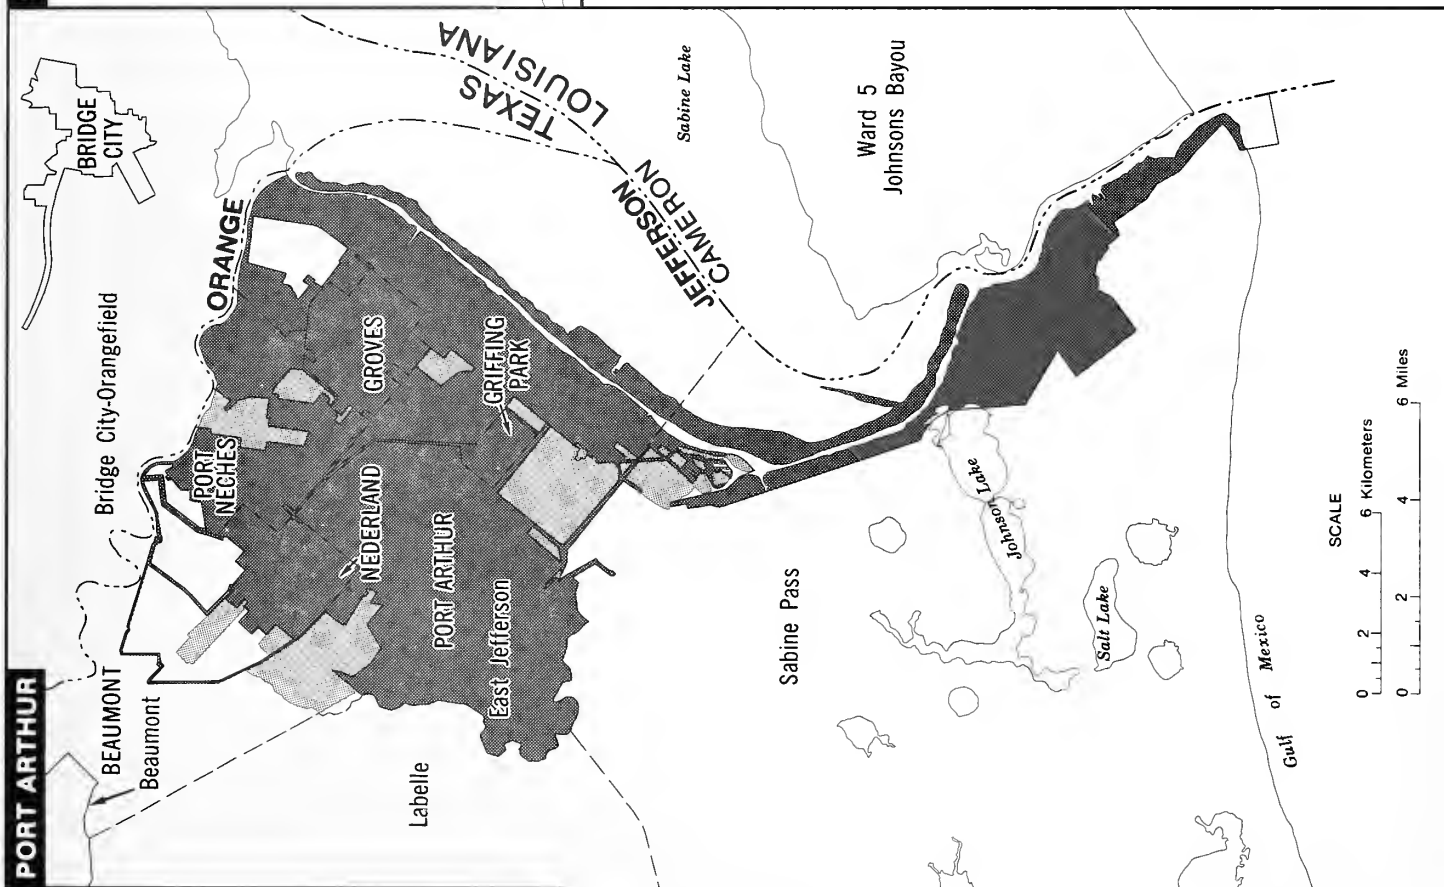 PORT ARTHUR
BRIDGE
CITY
Bridge City-Orangefield
ORANGE
BEAUMONT
Beaumont
PORT
NECHES
GROVES
GRIFFING
PARK
NEDERLAND
PORT ARTHUR
East Jefferson
Labelle
TEXAS
LOUISIANA
JEFFERSON
CAMERON
Sabine Lake
Ward 5
Johnsons Bayou
Sabine Pass
Johnson Lake
Salt Lake
Gulf of Mexico
SCALE
0 2 4 6 Kilometers
0 2 4 6 Miles